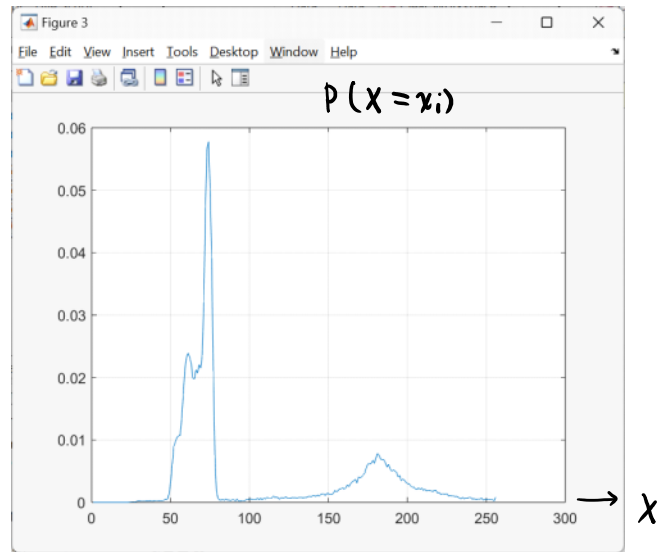 Figure 3
File Edit View Insert Tools Desktop Window Help
P(X=xi)
0.06
0.05
0.04
0.03
0.02
0.01
0
0 50 100 150 200 250 300
→ X